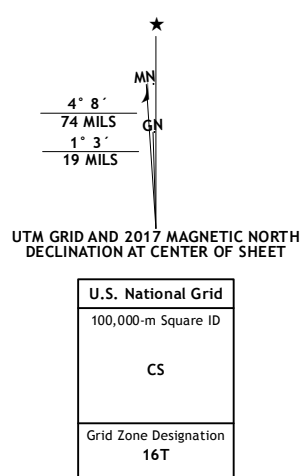 ★
MN
4° 8´
74 MILS
GN
1° 3´
19 MILS
UTM GRID AND 2017 MAGNETIC NORTH
DECLINATION AT CENTER OF SHEET
U.S. National Grid
100,000-m Square ID
CS
Grid Zone Designation
16T